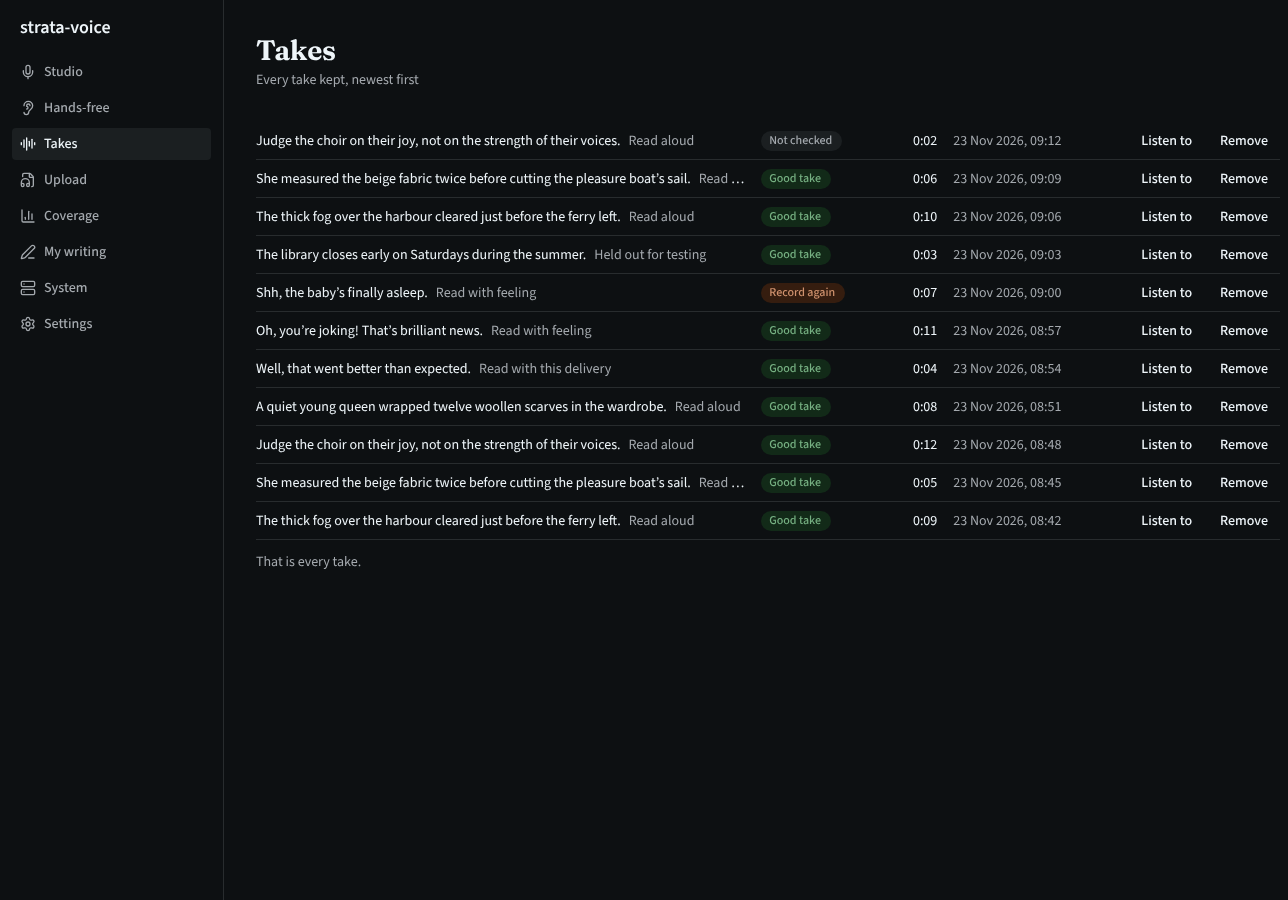 strata-voice
Studio
Hands-free
Takes
Upload
Coverage
My writing
System
Settings
Takes
Every take kept, newest first
Judge the choir on their joy, not on the strength of their voices. Read aloud Not checked 0:02 23 Nov 2026, 09:12 Listen to Remove
She measured the beige fabric twice before cutting the pleasure boat’s sail. Read … Good take 0:06 23 Nov 2026, 09:09 Listen to Remove
The thick fog over the harbour cleared just before the ferry left. Read aloud Good take 0:10 23 Nov 2026, 09:06 Listen to Remove
The library closes early on Saturdays during the summer. Held out for testing Good take 0:03 23 Nov 2026, 09:03 Listen to Remove
Shh, the baby’s finally asleep. Read with feeling Record again 0:07 23 Nov 2026, 09:00 Listen to Remove
Oh, you’re joking! That’s brilliant news. Read with feeling Good take 0:11 23 Nov 2026, 08:57 Listen to Remove
Well, that went better than expected. Read with this delivery Good take 0:04 23 Nov 2026, 08:54 Listen to Remove
A quiet young queen wrapped twelve woollen scarves in the wardrobe. Read aloud Good take 0:08 23 Nov 2026, 08:51 Listen to Remove
Judge the choir on their joy, not on the strength of their voices. Read aloud Good take 0:12 23 Nov 2026, 08:48 Listen to Remove
She measured the beige fabric twice before cutting the pleasure boat’s sail. Read … Good take 0:05 23 Nov 2026, 08:45 Listen to Remove
The thick fog over the harbour cleared just before the ferry left. Read aloud Good take 0:09 23 Nov 2026, 08:42 Listen to Remove
That is every take.